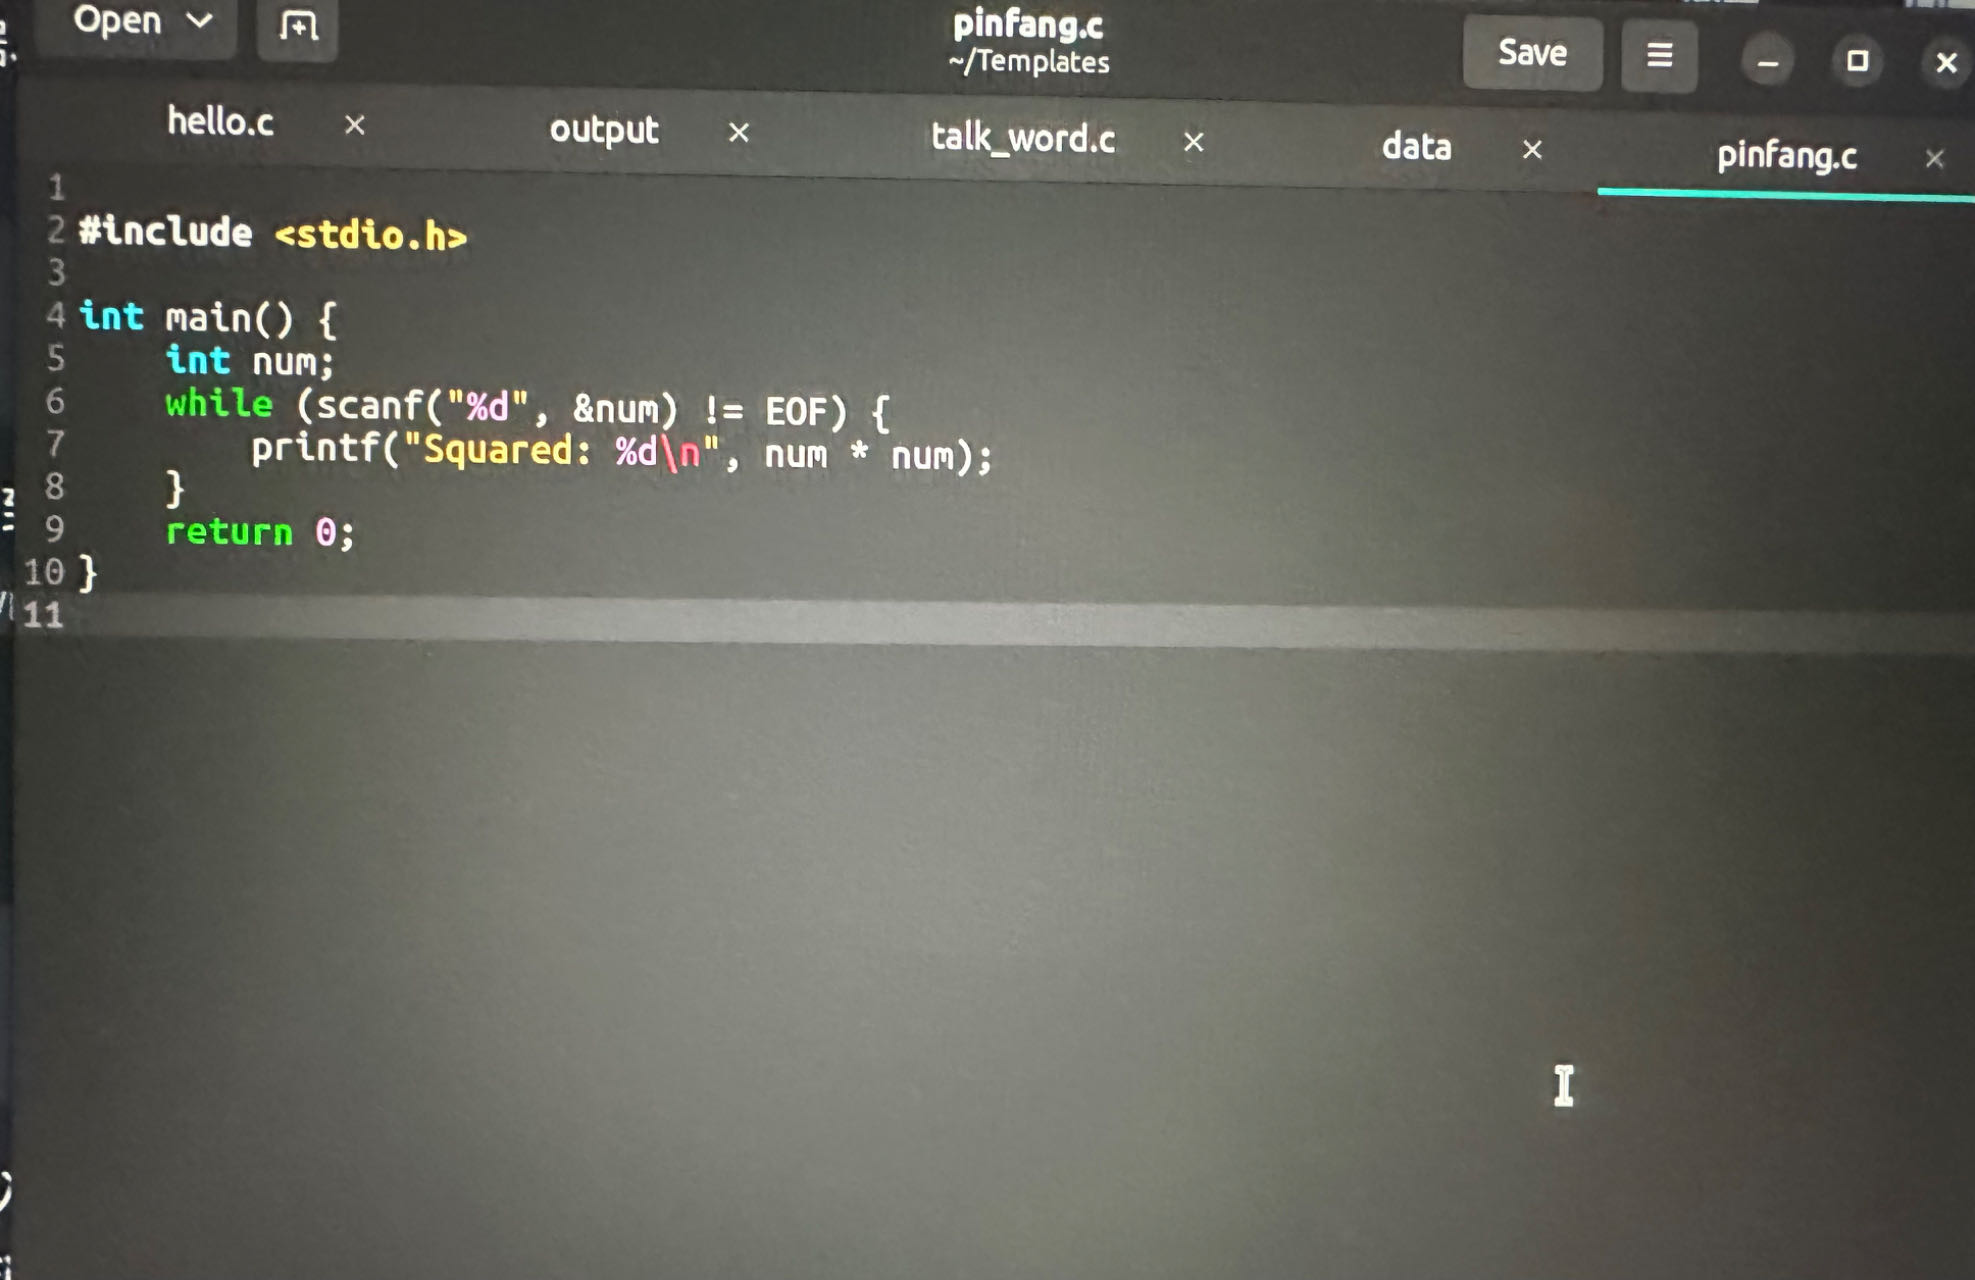 Open
pinfang.c
~/Templates
Save
hello.c
output
talk_word.c
data
pinfang.c
1
2 #include <stdio.h>
3
4 int main() {
5     int num;
6     while (scanf("%d", &num) != EOF) {
7         printf("Squared: %d\n", num * num);
8     }
9     return 0;
10 }
11